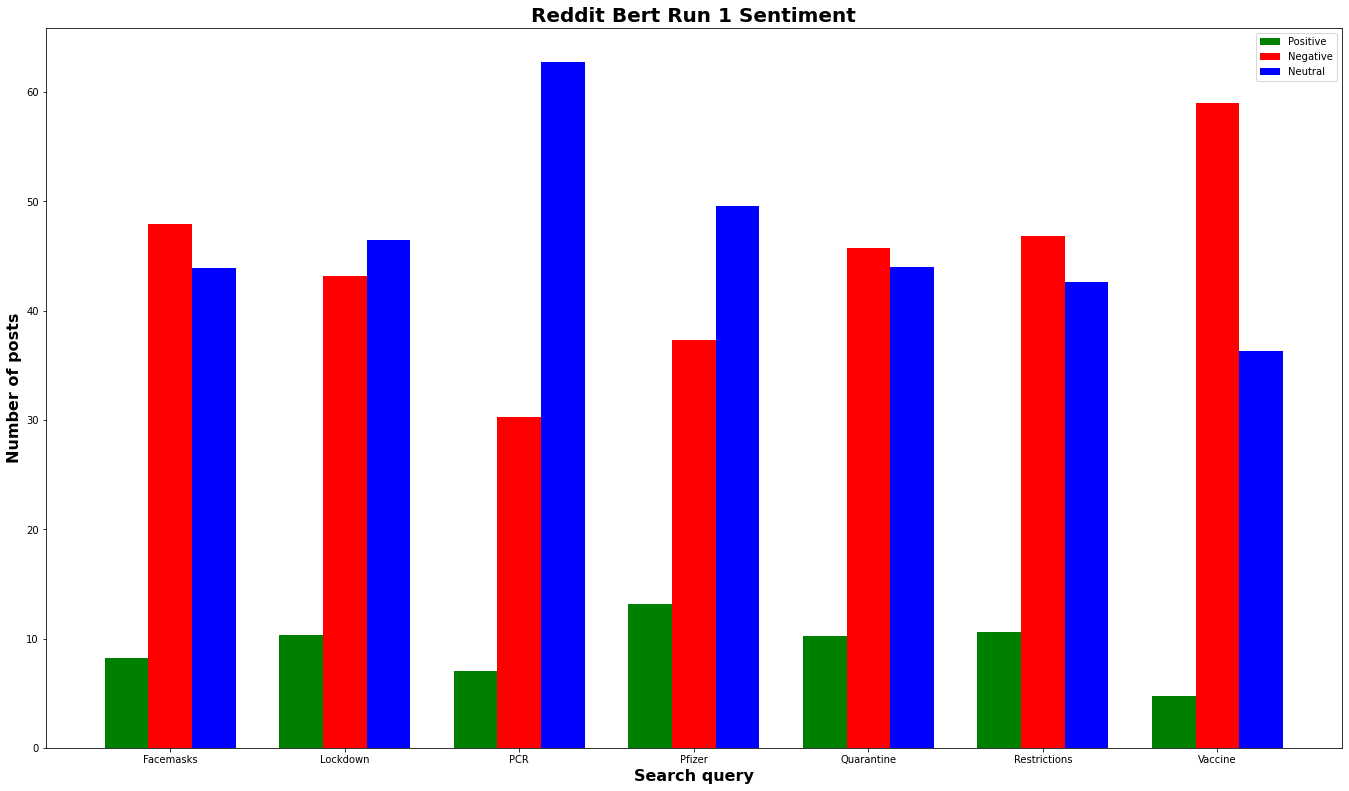 Reddit Bert Run 1 Sentiment
Positive
Negative
Neutral
Number of posts
60
50
40
30
20
10
0
Facemasks Lockdown PCR Pfizer Quarantine Restrictions Vaccine
Search query